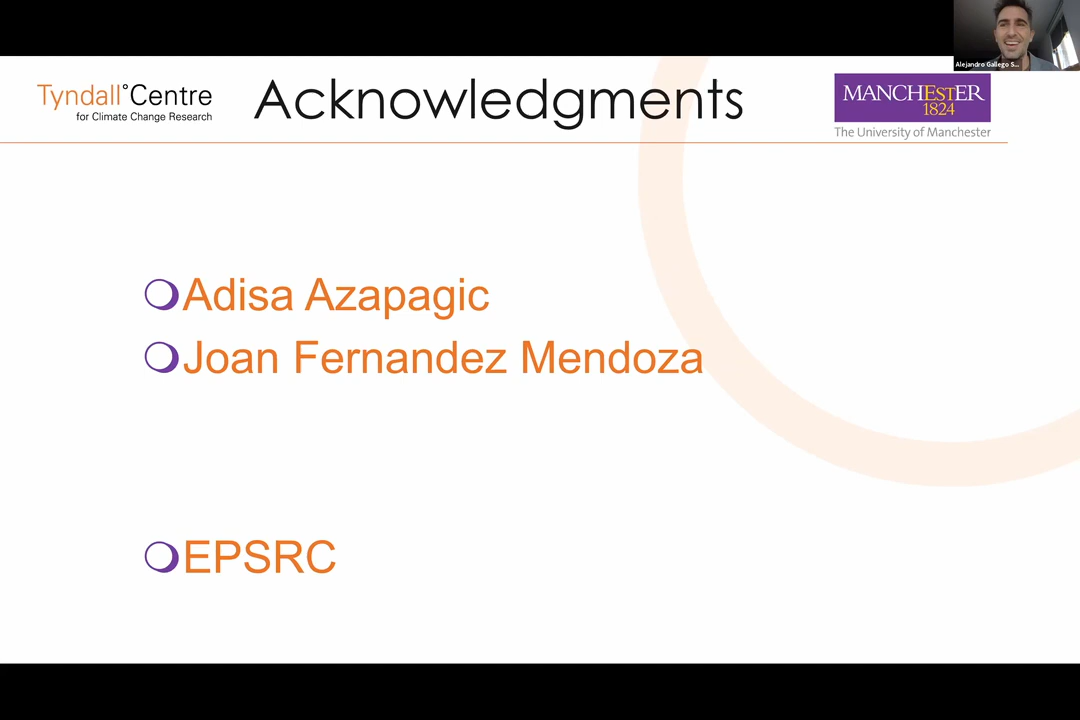 Alejandro Gallego S...
Tyndall°Centre
for Climate Change Research
Acknowledgments
MANCHESTER
1824
The University of Manchester
Adisa Azapagic
Joan Fernandez Mendoza
EPSRC